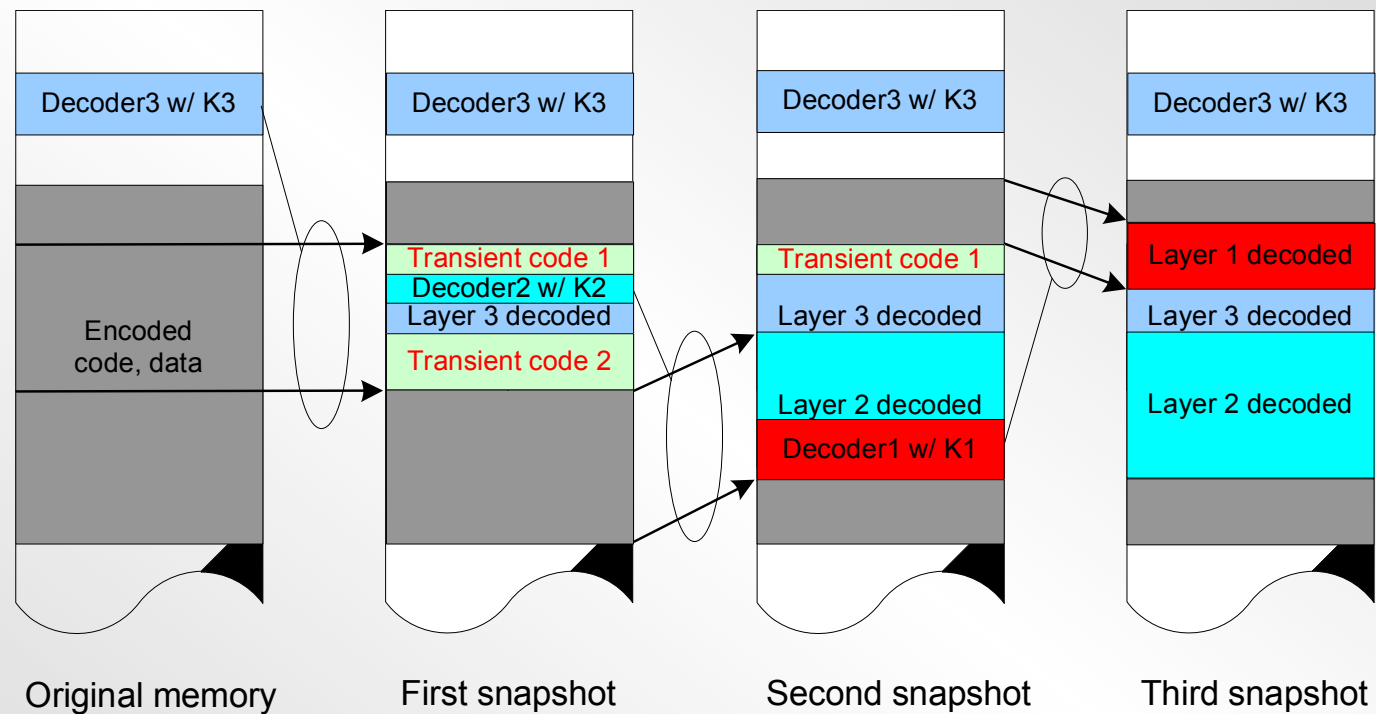 Decoder3 w/ K3
Encoded
code, data
Original memory
Decoder3 w/ K3
Transient code 1
Decoder2 w/ K2
Layer 3 decoded
Transient code 2
First snapshot
Decoder3 w/ K3
Transient code 1
Layer 3 decoded
Layer 2 decoded
Decoder1 w/ K1
Second snapshot
Decoder3 w/ K3
Layer 1 decoded
Layer 3 decoded
Layer 2 decoded
Third snapshot